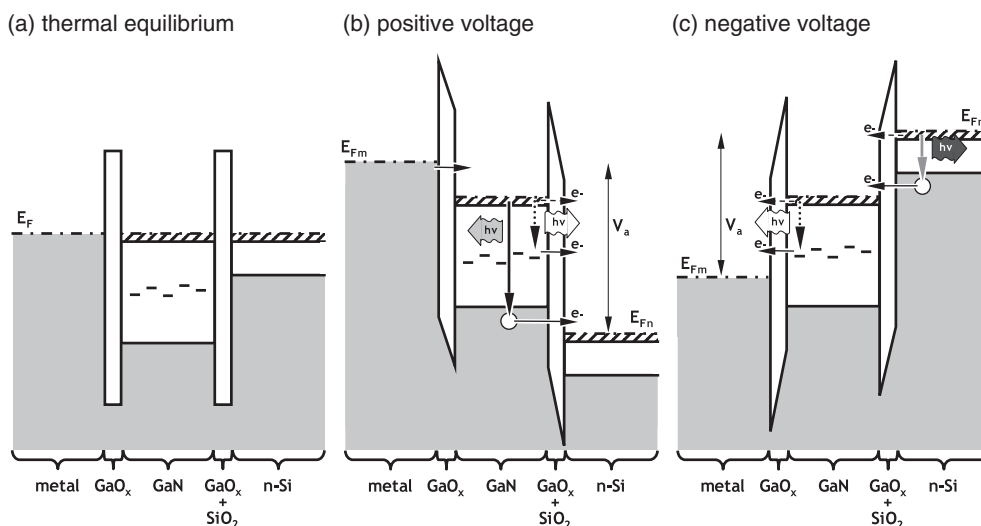 (a) thermal equilibrium
(b) positive voltage
(c) negative voltage
E_F
metal
GaO_x
GaN
GaO_x
+
SiO_2
n-Si
E_Fm
e-
hν
hν
V_a
e-
e-
E_Fn
metal
GaO_x
GaN
GaO_x
+
SiO_2
n-Si
e-
E_Fn
hν
e-
e-
hν
V_a
e-
E_Fm
metal
GaO_x
GaN
GaO_x
+
SiO_2
n-Si